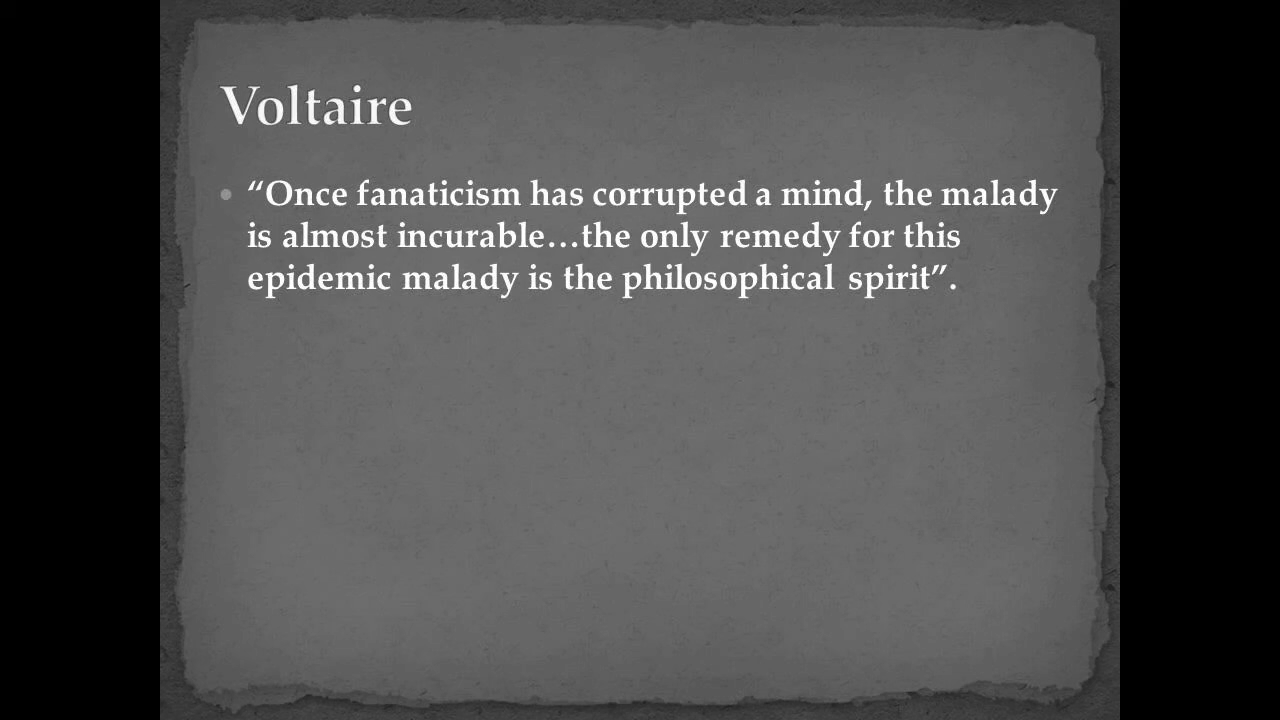 Voltaire
• “Once fanaticism has corrupted a mind, the malady
is almost incurable…the only remedy for this
epidemic malady is the philosophical spirit”.